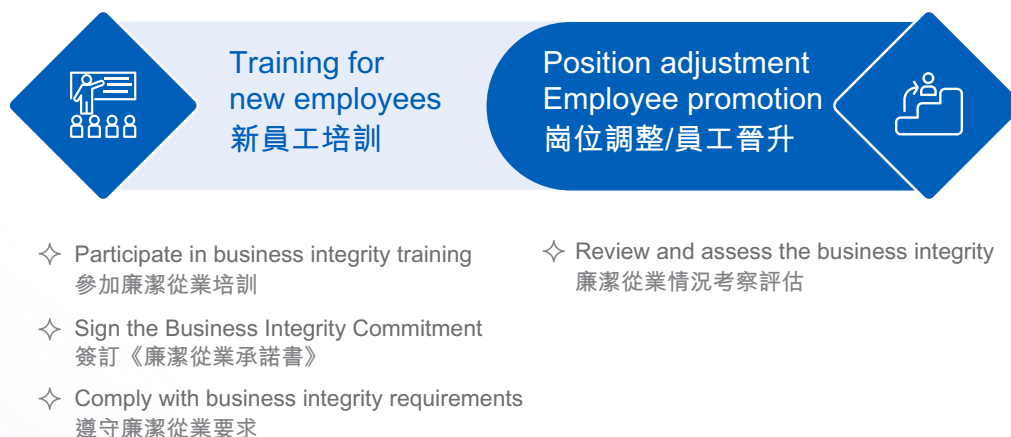 Training for
new employees
新員工培訓
Position adjustment
Employee promotion
崗位調整/員工晉升
Participate in business integrity training
參加廉潔從業培訓
Sign the Business Integrity Commitment
簽訂《廉潔從業承諾書》
Comply with business integrity requirements
遵守廉潔從業要求
Review and assess the business integrity
廉潔從業情況考察評估